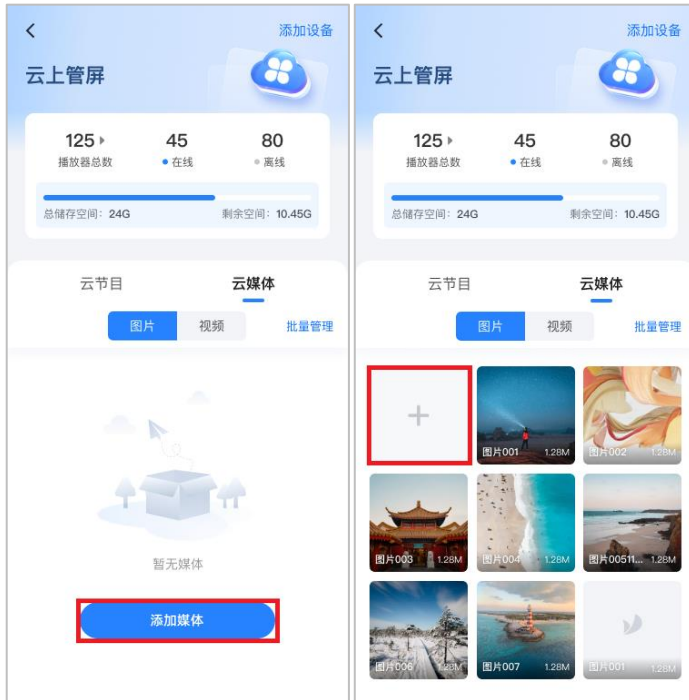 添加设备
云上管屏
125 45 80
播放器总数 在线 离线
总储存空间：24G 剩余空间：10.45G
云节目 云媒体
图片 视频 批量管理
暂无媒体
添加媒体
添加设备
云上管屏
125 45 80
播放器总数 在线 离线
总储存空间：24G 剩余空间：10.45G
云节目 云媒体
图片 视频 批量管理
图片001 1.28M 图片002 1.28M
图片003 1.28M 图片004 1.28M 图片00511... 1.28M
图片006 1.28M 图片007 1.28M 图片001 1.28M